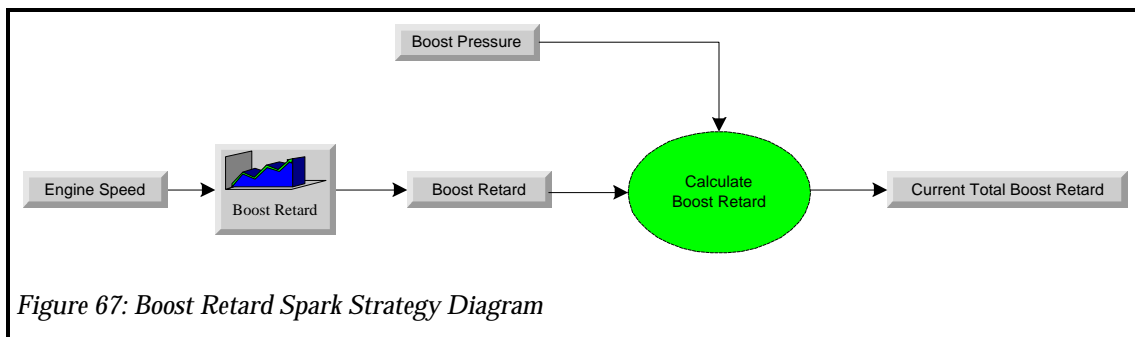 Boost Pressure
Engine Speed
Boost Retard
Boost Retard
Calculate
Boost Retard
Current Total Boost Retard
Figure 67: Boost Retard Spark Strategy Diagram